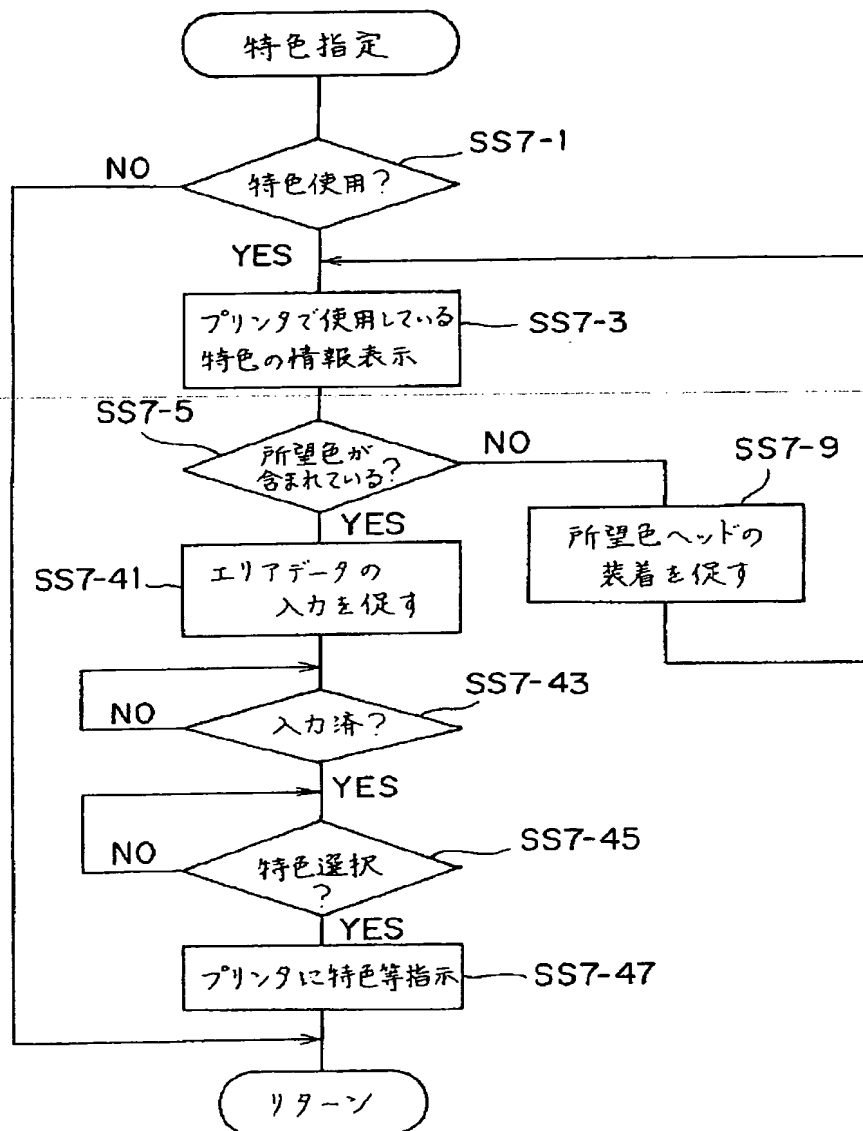 特色指定
SS7-1
NO
特色使用?
YES
プリンタで使用している
特色の情報表示
SS7-3
SS7-5
所望色が
含まれている?
NO
SS7-9
YES
所望色ヘッドの
装着を促す
SS7-41
エリアデータの
入力を促す
SS7-43
NO
入力済?
YES
SS7-45
NO
特色選択
?
YES
プリンタに特色等指示
SS7-47
リターン